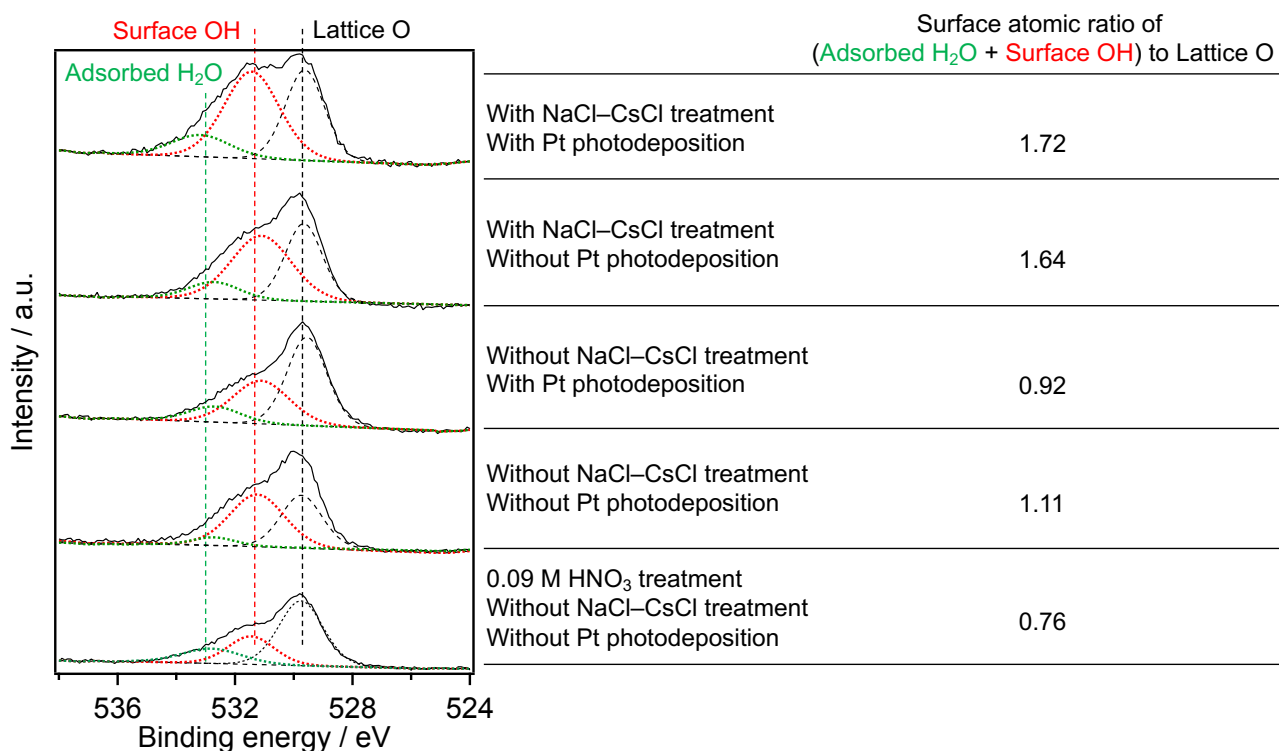 Surface OH
Lattice O
Adsorbed H₂O
Surface atomic ratio of
(Adsorbed H₂O + Surface OH) to Lattice O
With NaCl–CsCl treatment
With Pt photodeposition
1.72
With NaCl–CsCl treatment
Without Pt photodeposition
1.64
Without NaCl–CsCl treatment
With Pt photodeposition
0.92
Without NaCl–CsCl treatment
Without Pt photodeposition
1.11
0.09 M HNO₃ treatment
Without NaCl–CsCl treatment
Without Pt photodeposition
0.76
Intensity / a.u.
536 532 528 524
Binding energy / eV